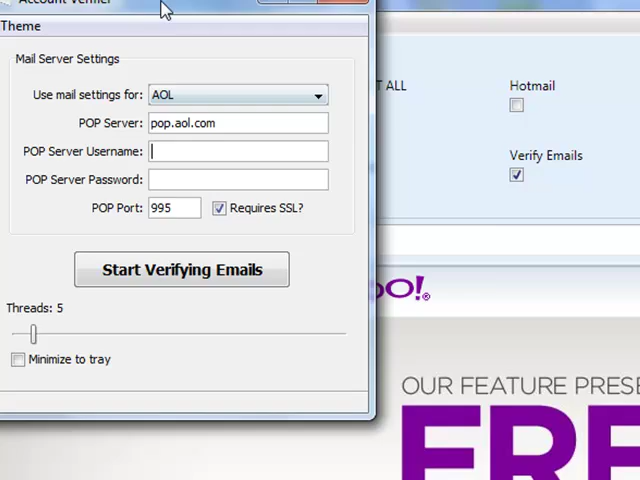 Account Verifier
Theme
Mail Server Settings
Use mail settings for: AOL
POP Server: pop.aol.com
POP Server Username:
POP Server Password:
POP Port: 995 Requires SSL?
Start Verifying Emails
Threads: 5
Minimize to tray
T ALL
Hotmail
Verify Emails
OO!®
OUR FEATURE PRESE
FRE